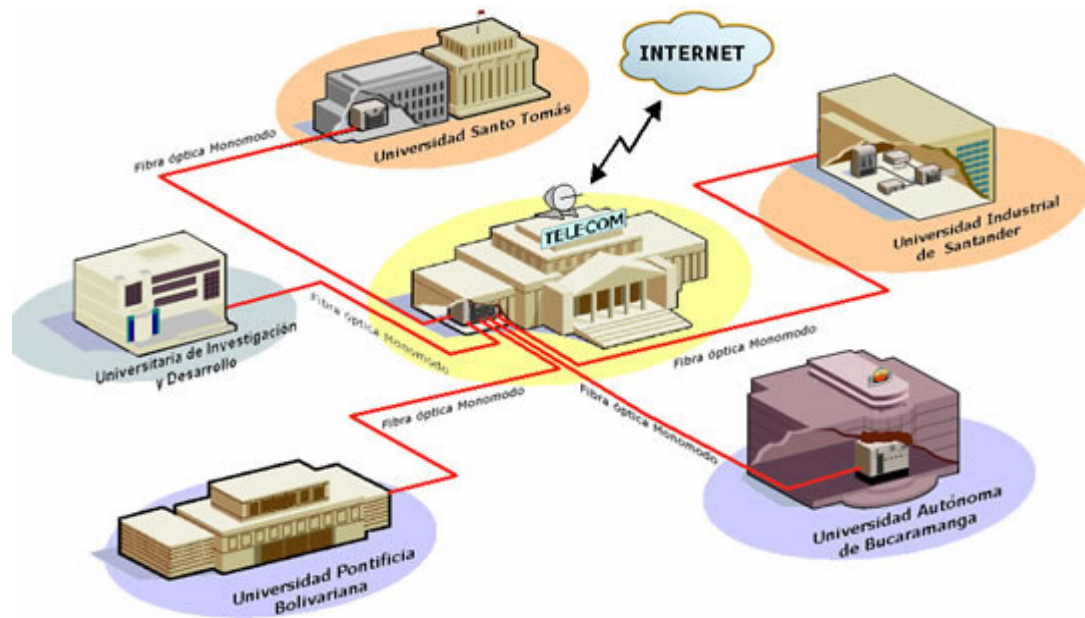 INTERNET
Fibra óptica Monomodo
Universidad Santo Tomás
TELECOM
Universidad Industrial
de Santander
Fibra óptica Monomodo
Universitaria de Investigación
y Desarrollo
Fibra óptica Monomodo
Fibra óptica Monomodo
Fibra óptica Monomodo
Universidad Autónoma
de Bucaramanga
Universidad Pontificia
Bolivariana